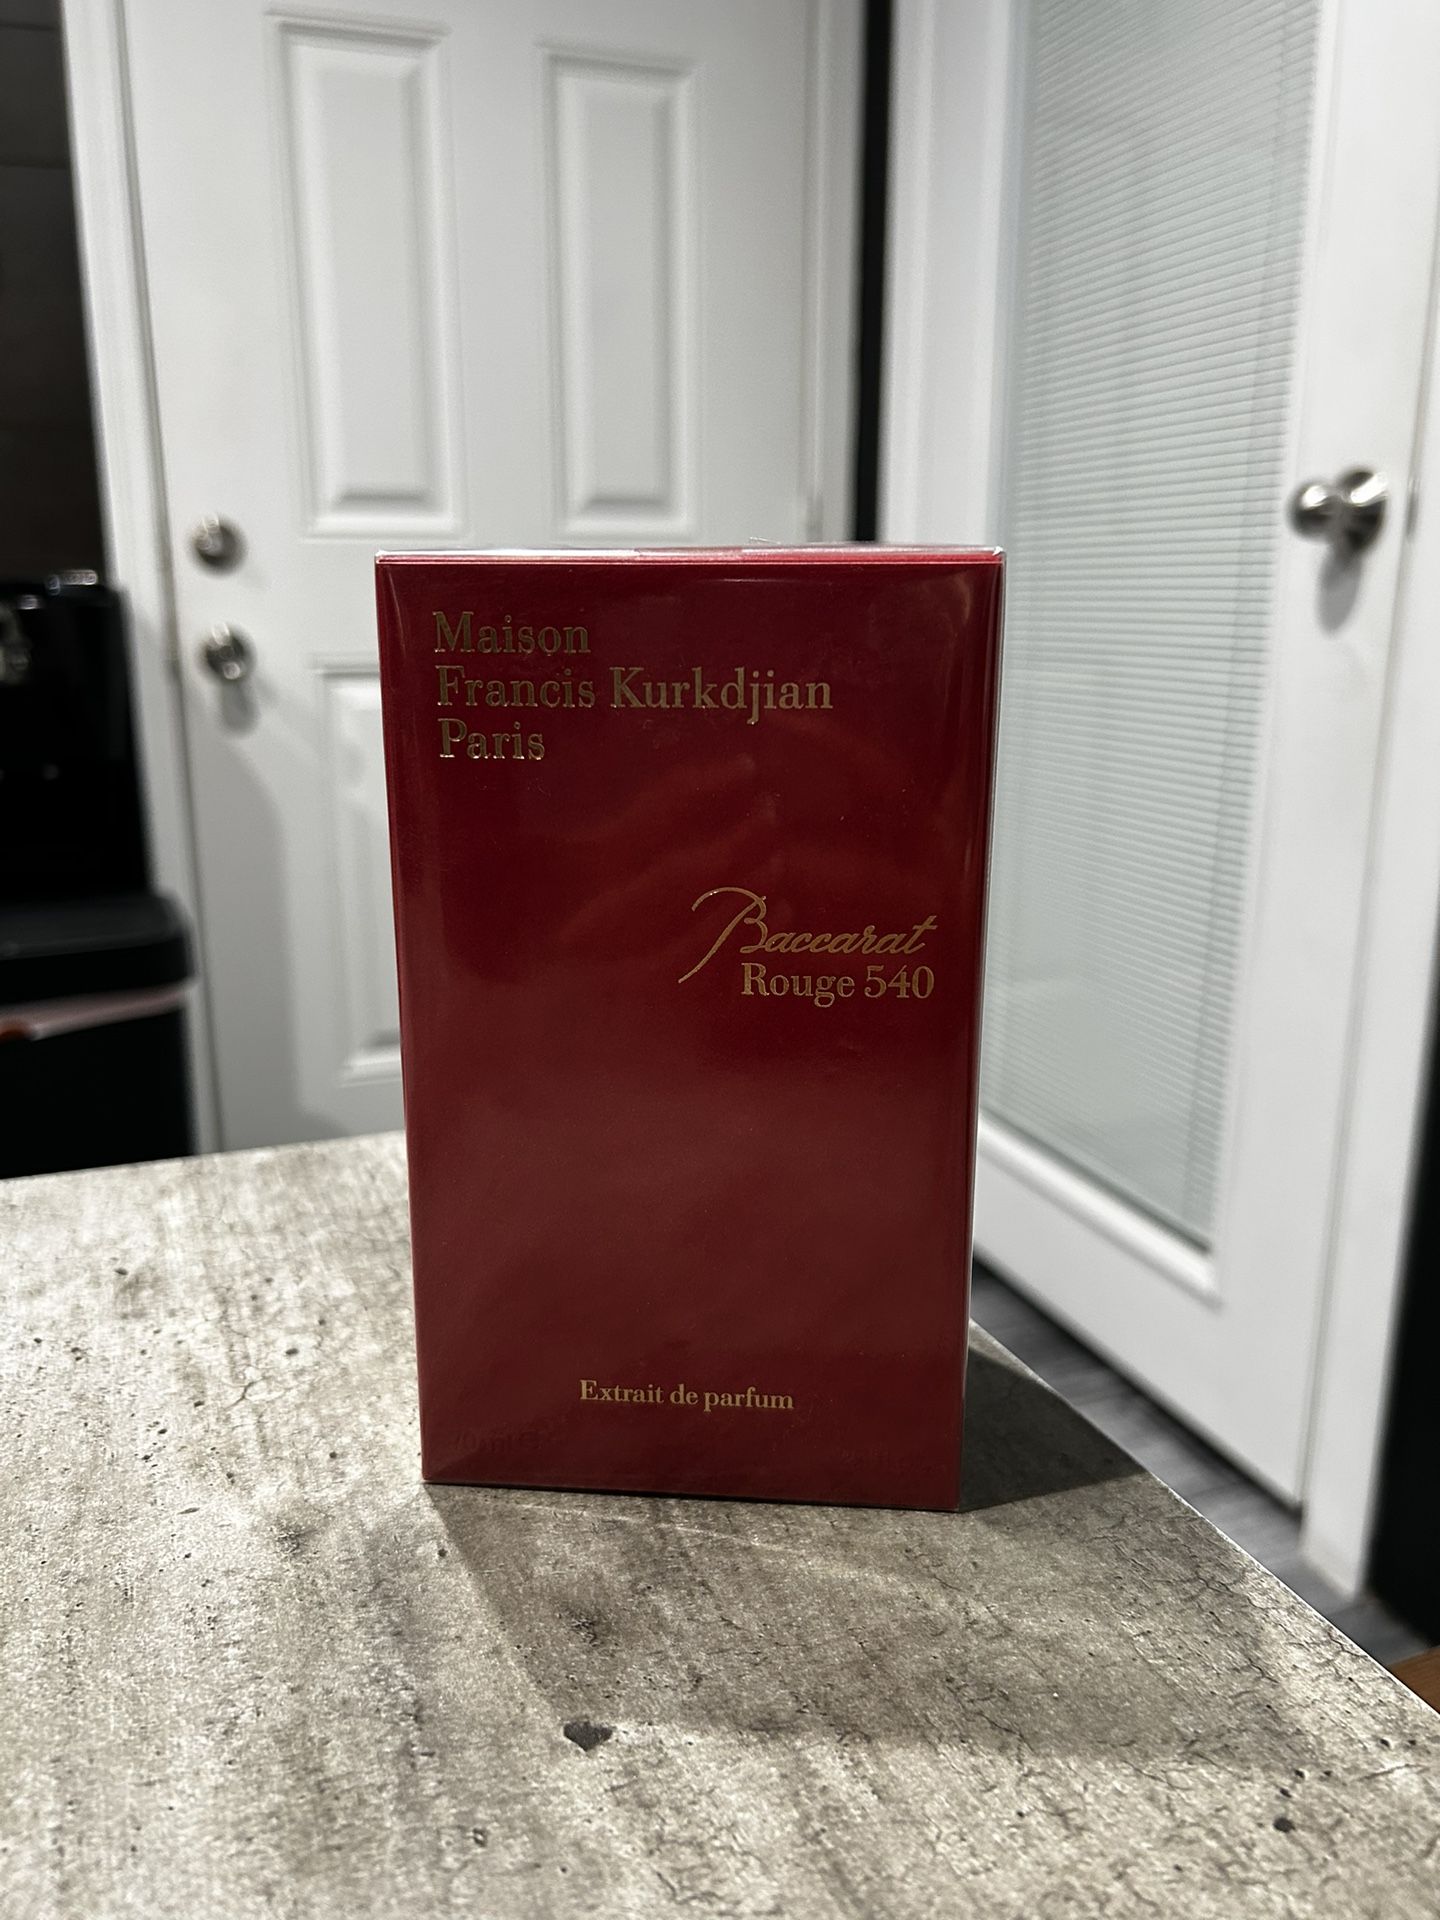 Maison
Francis Kurkdjian
Paris
Baccarat
Rouge 540
Extrait de parfum